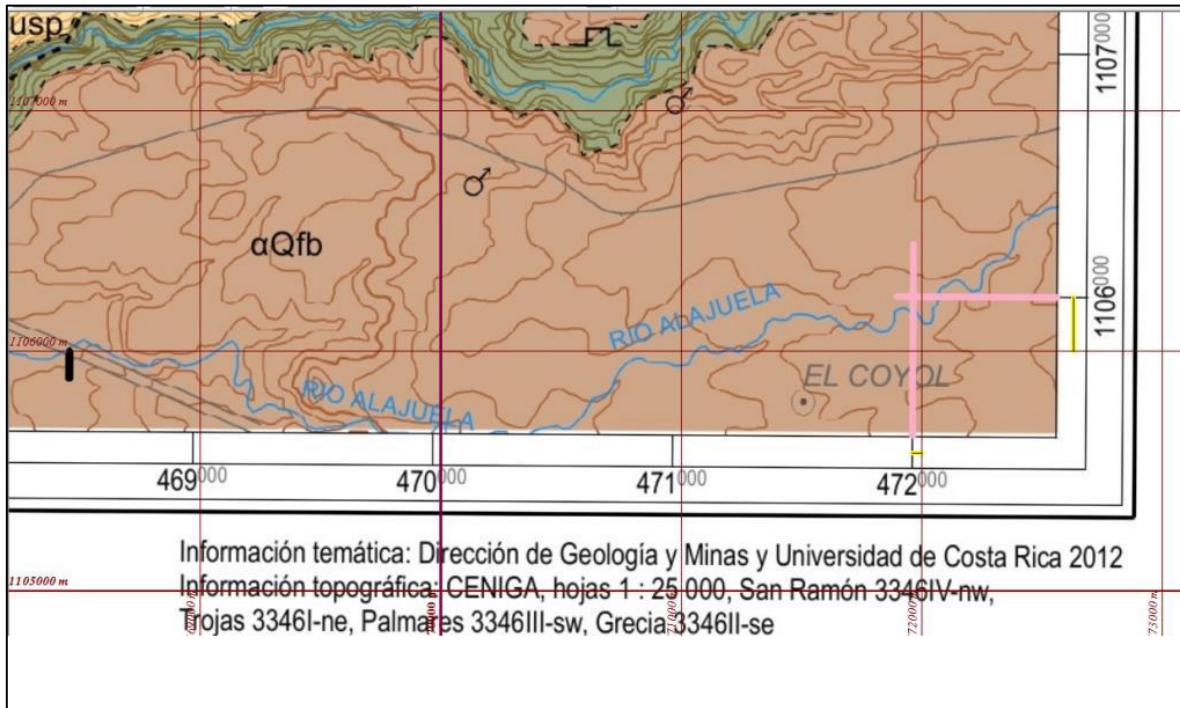 usp
1107000
1107000 m
αQfb
1106000
RIO ALAJUELA
1106000 m
EL COYOL
RIO ALAJUELA
469000
470000
471000
472000
Información temática: Dirección de Geología y Minas y Universidad de Costa Rica 2012
1105000 m
Información topográfica: CENIGA, hojas 1 : 25 000, San Ramón 3346IV-nw,
Trojas 3346I-ne, Palmares 3346III-sw, Grecia 3346II-se